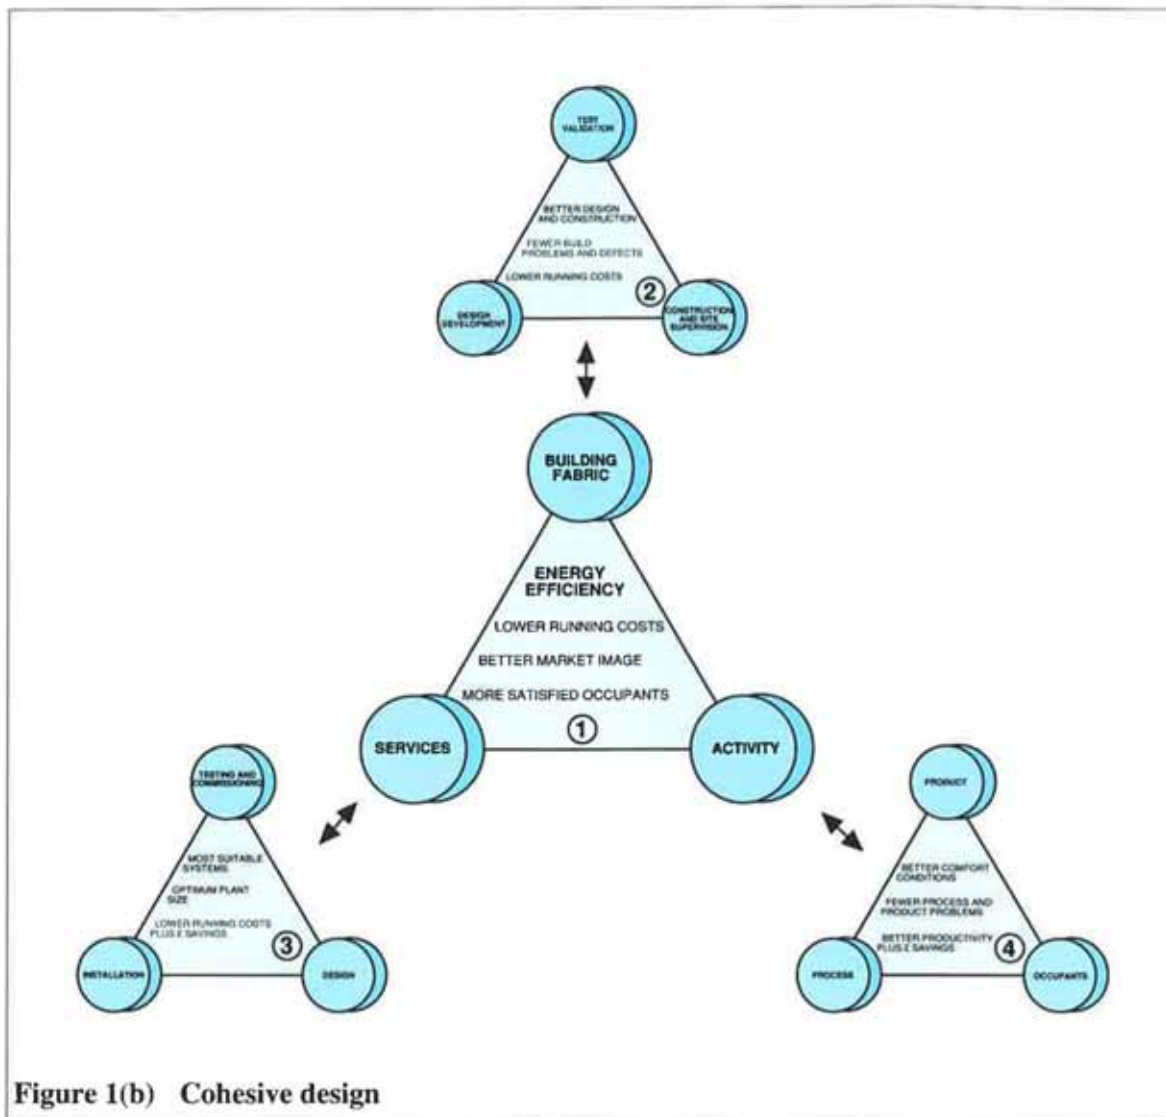 TEST
VALIDATION
BETTER DESIGN
AND CONSTRUCTION
FEWER BUILD
PROBLEMS AND DEFECTS
LOWER RUNNING COSTS
2
DESIGN
DEVELOPMENT
CONSTRUCTION
AND SITE
SUPERVISION
BUILDING
FABRIC
ENERGY
EFFICIENCY
LOWER RUNNING COSTS
BETTER MARKET IMAGE
MORE SATISFIED OCCUPANTS
1
SERVICES
ACTIVITY
TESTING AND
COMMISSIONING
MOST SUITABLE
SYSTEMS
OPTIMUM PLANT
SIZE
LOWER RUNNING COSTS
PLUS £ SAVINGS
3
INSTALLATION
DESIGN
PRODUCT
BETTER COMFORT
CONDITIONS
FEWER PROCESS AND
PRODUCT PROBLEMS
BETTER PRODUCTIVITY
PLUS £ SAVINGS
4
PROCESS
OCCUPANTS
Figure 1(b) Cohesive design